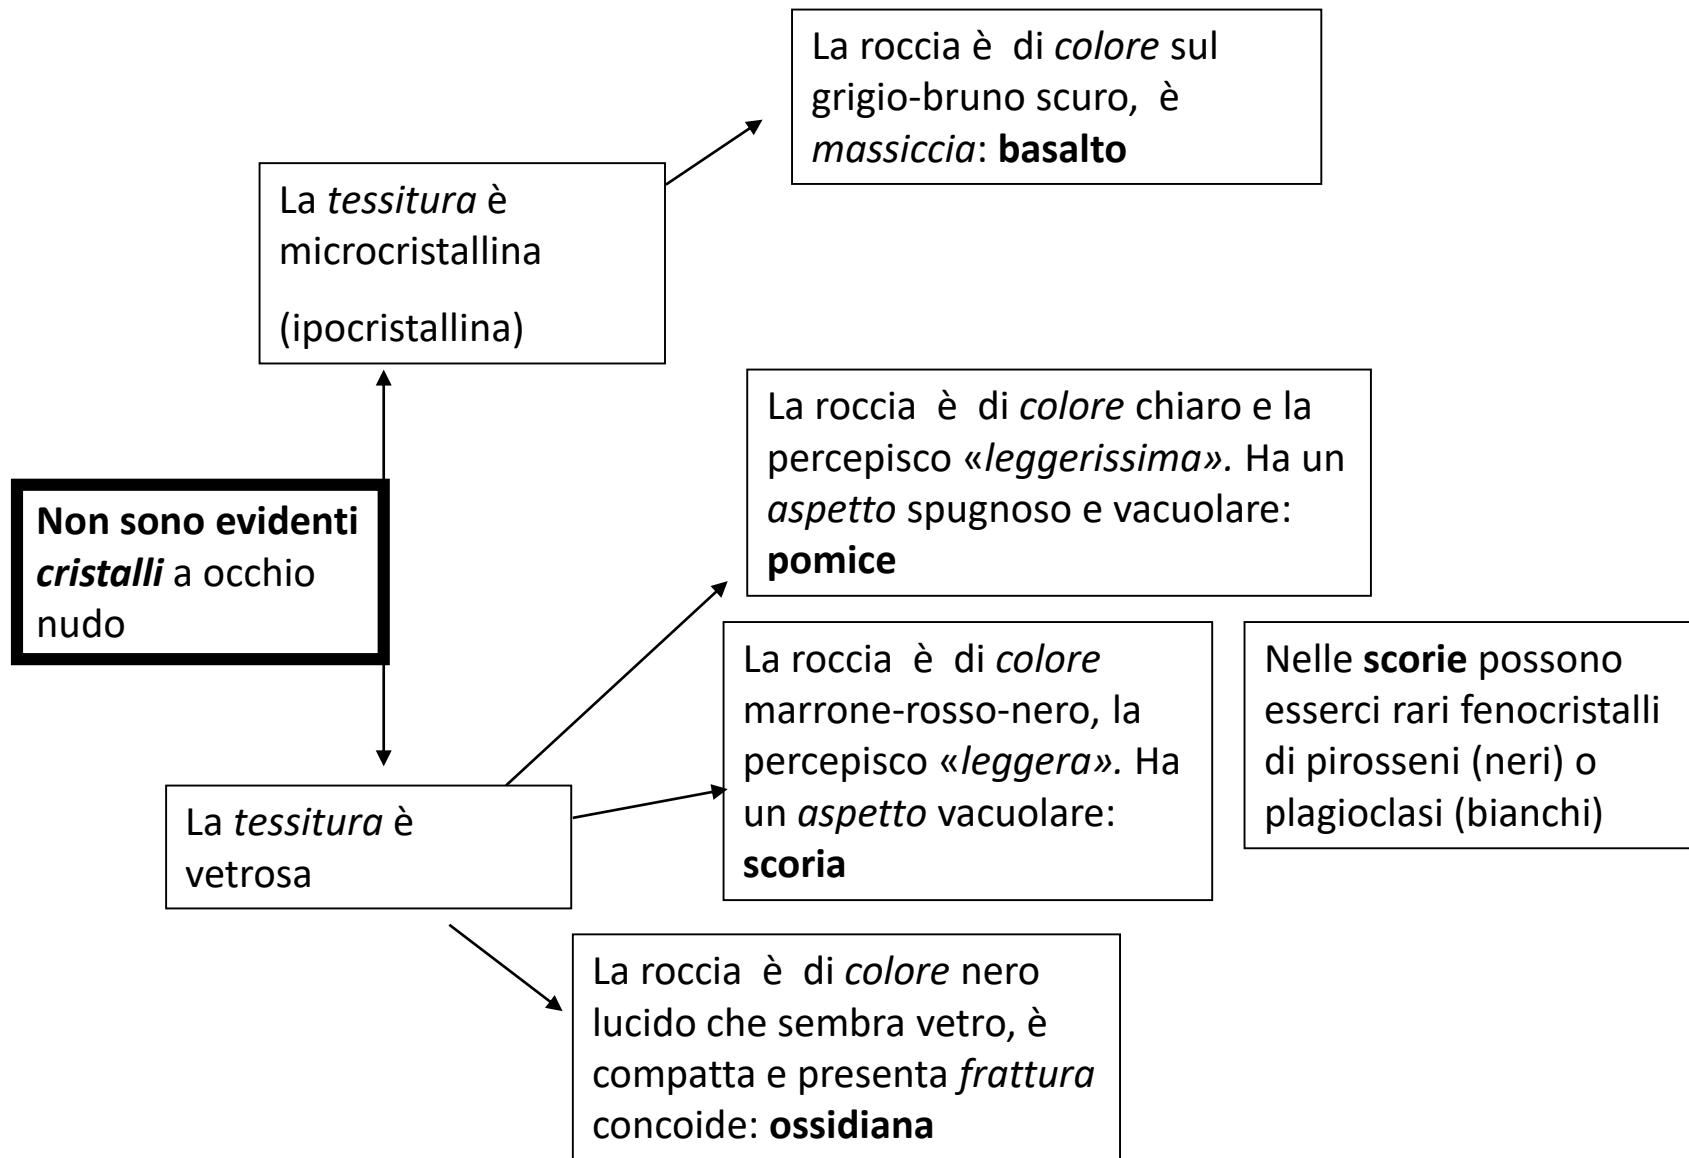 La roccia è di colore sul
grigio-bruno scuro, è
massiccia: basalto
La tessitura è
microcristallina
(ipocristallina)
Non sono evidenti
cristalli a occhio
nudo
La roccia è di colore chiaro e la
percepisco «leggerissima». Ha un
aspetto spugnoso e vacuolare:
pomice
La roccia è di colore
marrone-rosso-nero, la
percepisco «leggera». Ha
un aspetto vacuolare:
scoria
Nelle scorie possono
esserci rari fenocristalli
di pirosseni (neri) o
plagioclasi (bianchi)
La tessitura è
vetrosa
La roccia è di colore nero
lucido che sembra vetro, è
compatta e presenta frattura
concoide: ossidiana